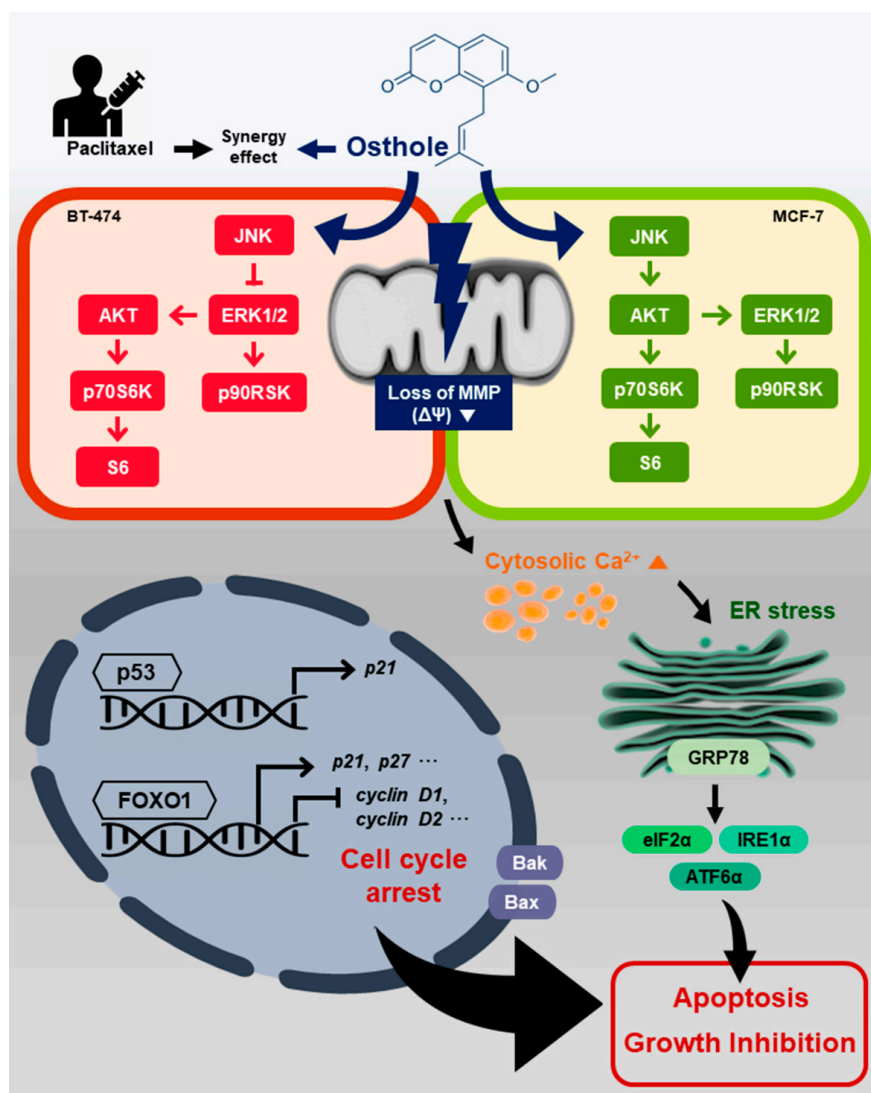 O
O
O
Paclitaxel
Synergy
effect
Osthole
BT-474
MCF-7
JNK
JNK
AKT
ERK1/2
AKT
ERK1/2
p70S6K
p90RSK
p70S6K
p90RSK
Loss of MMP
(ΔΨ) ▼
S6
S6
Cytosolic Ca²⁺ ▲
ER stress
p53
p21
GRP78
FOXO1
p21, p27 ···
cyclin D1,
cyclin D2 ···
eIF2α
IRE1α
ATF6α
Cell cycle
arrest
Bak
Bax
Apoptosis
Growth Inhibition